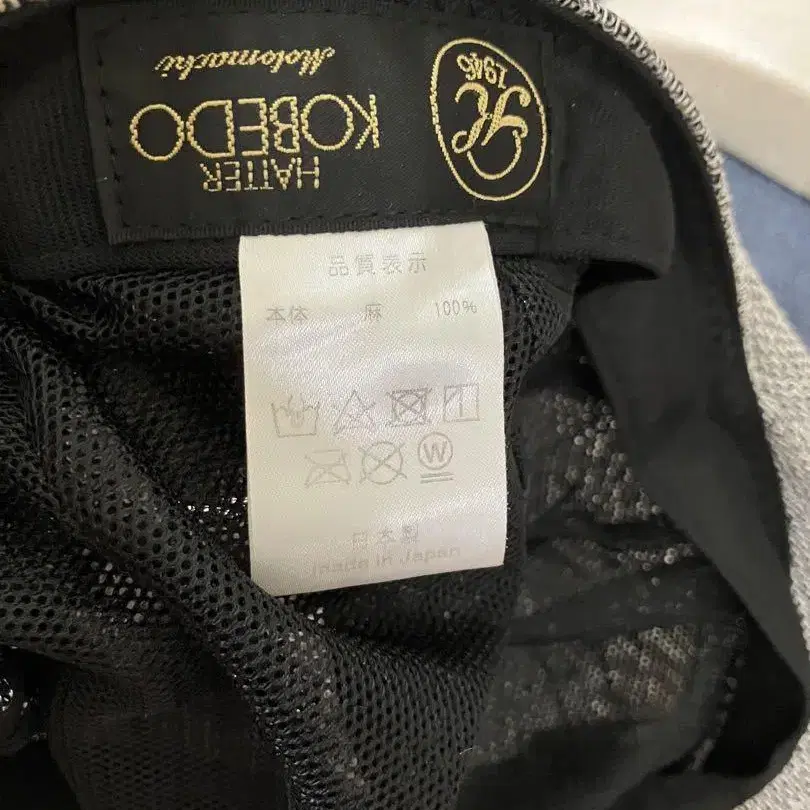 HATTER
KOBEDO
Motomachi
1946
品質表示
本体 麻 100%
W
日本製
made in Japan